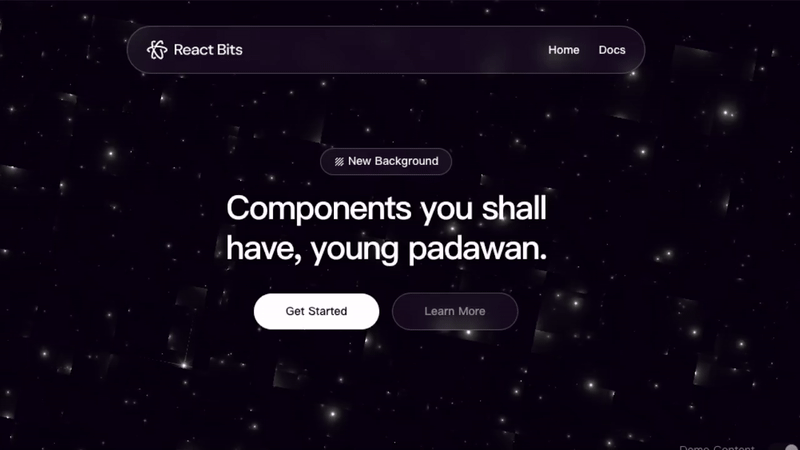 React Bits
Home
Docs
New Background
Components you shall
have, young padawan.
Get Started
Learn More
Demo Content